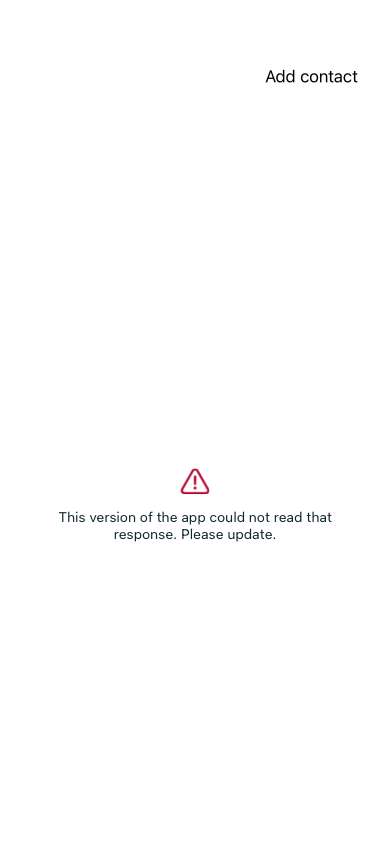 Add contact
This version of the app could not read that
response. Please update.